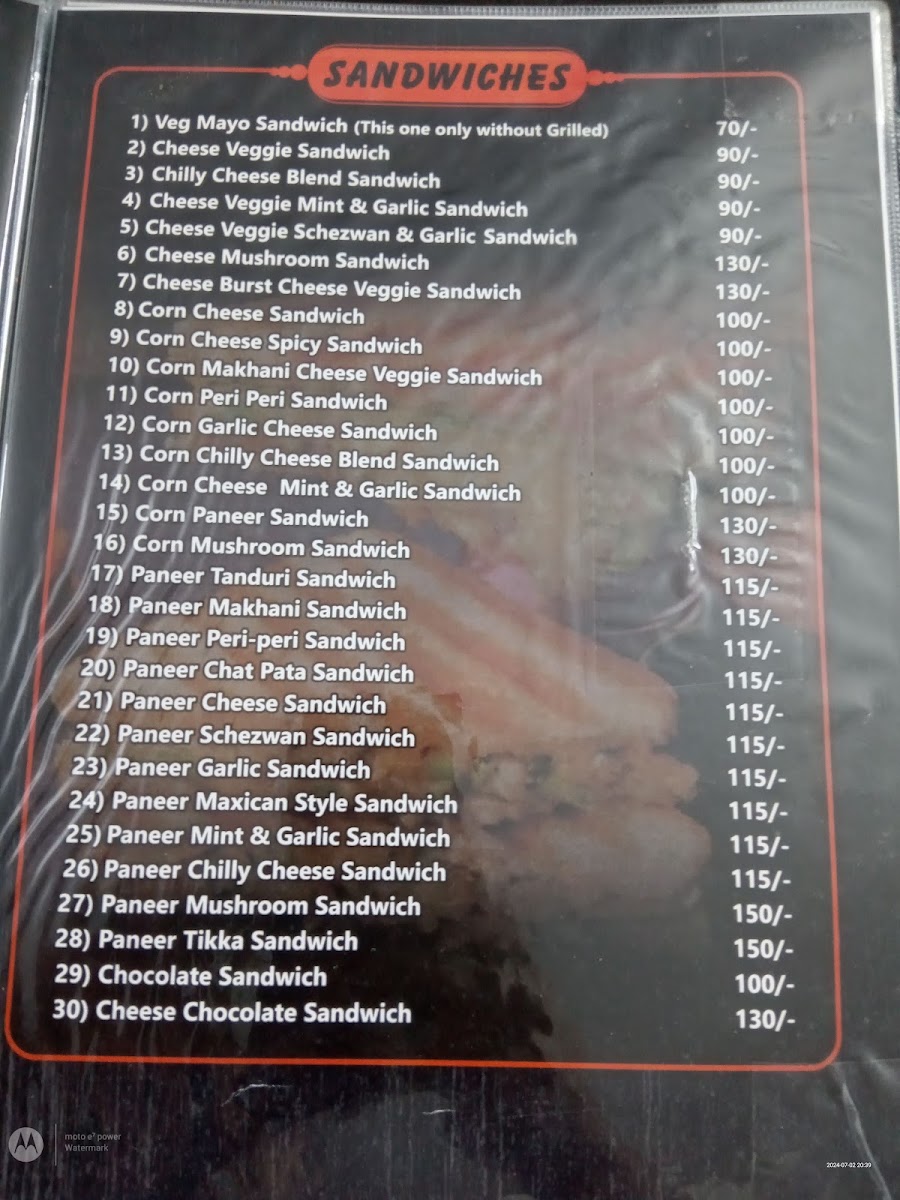 SANDWICHES
1) Veg Mayo Sandwich (This one only without Grilled) 70/-
2) Cheese Veggie Sandwich 90/-
3) Chilly Cheese Blend Sandwich 90/-
4) Cheese Veggie Mint & Garlic Sandwich 90/-
5) Cheese Veggie Schezwan & Garlic Sandwich 90/-
6) Cheese Mushroom Sandwich 130/-
7) Cheese Burst Cheese Veggie Sandwich 130/-
8) Corn Cheese Sandwich 100/-
9) Corn Cheese Spicy Sandwich 100/-
10) Corn Makhani Cheese Veggie Sandwich 100/-
11) Corn Peri Peri Sandwich 100/-
12) Corn Garlic Cheese Sandwich 100/-
13) Corn Chilly Cheese Blend Sandwich 100/-
14) Corn Cheese Mint & Garlic Sandwich 100/-
15) Corn Paneer Sandwich 130/-
16) Corn Mushroom Sandwich 130/-
17) Paneer Tanduri Sandwich 115/-
18) Paneer Makhani Sandwich 115/-
19) Paneer Peri-peri Sandwich 115/-
20) Paneer Chat Pata Sandwich 115/-
21) Paneer Cheese Sandwich 115/-
22) Paneer Schezwan Sandwich 115/-
23) Paneer Garlic Sandwich 115/-
24) Paneer Maxican Style Sandwich 115/-
25) Paneer Mint & Garlic Sandwich 115/-
26) Paneer Chilly Cheese Sandwich 115/-
27) Paneer Mushroom Sandwich 150/-
28) Paneer Tikka Sandwich 150/-
29) Chocolate Sandwich 100/-
30) Cheese Chocolate Sandwich 130/-
moto e⁷ power
Watermark
2024-07-02 20:39